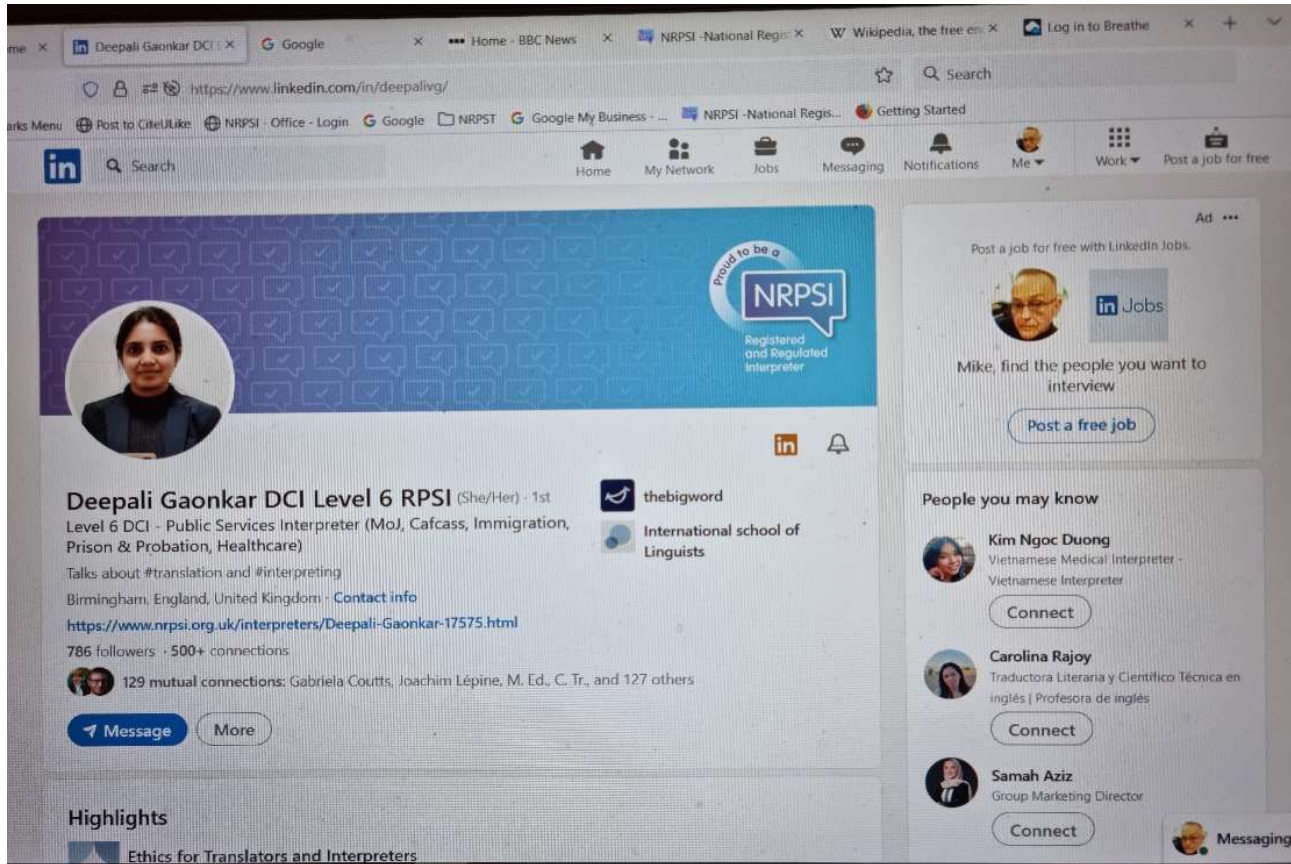 me
Deepali Gaonkar DCI L
Google
Home - BBC News
NRPSI -National Regis
Wikipedia, the free en
Log in to Breathe
https://www.linkedin.com/in/deepalivg/
Search
arks Menu
Post to CiteULike
NRPSI - Office - Login
Google
NRPST
Google My Business - ...
NRPSI -National Regis...
Getting Started
in
Search
Home
My Network
Jobs
Messaging
Notifications
Me
Work
Post a job for free
Proud to be a
NRPSI
Registered
and Regulated
Interpreter
in
Deepali Gaonkar DCI Level 6 RPSI (She/Her) · 1st
Level 6 DCI - Public Services Interpreter (MoJ, Cafcass, Immigration,
Prison & Probation, Healthcare)
Talks about #translation and #interpreting
Birmingham, England, United Kingdom · Contact info
https://www.nrpsi.org.uk/interpreters/Deepali-Gaonkar-17575.html
786 followers · 500+ connections
129 mutual connections: Gabriela Coutts, Joachim Lépine, M. Ed., C. Tr., and 127 others
Message
More
thebigword
International school of
Linguists
Highlights
Ethics for Translators and Interpreters
Ad
Post a job for free with LinkedIn Jobs.
in Jobs
Mike, find the people you want to
interview
Post a free job
People you may know
Kim Ngoc Duong
Vietnamese Medical Interpreter -
Vietnamese Interpreter
Connect
Carolina Rajoy
Traductora Literaria y Científico Técnica en
inglés | Profesora de inglés
Connect
Samah Aziz
Group Marketing Director
Connect
Messaging